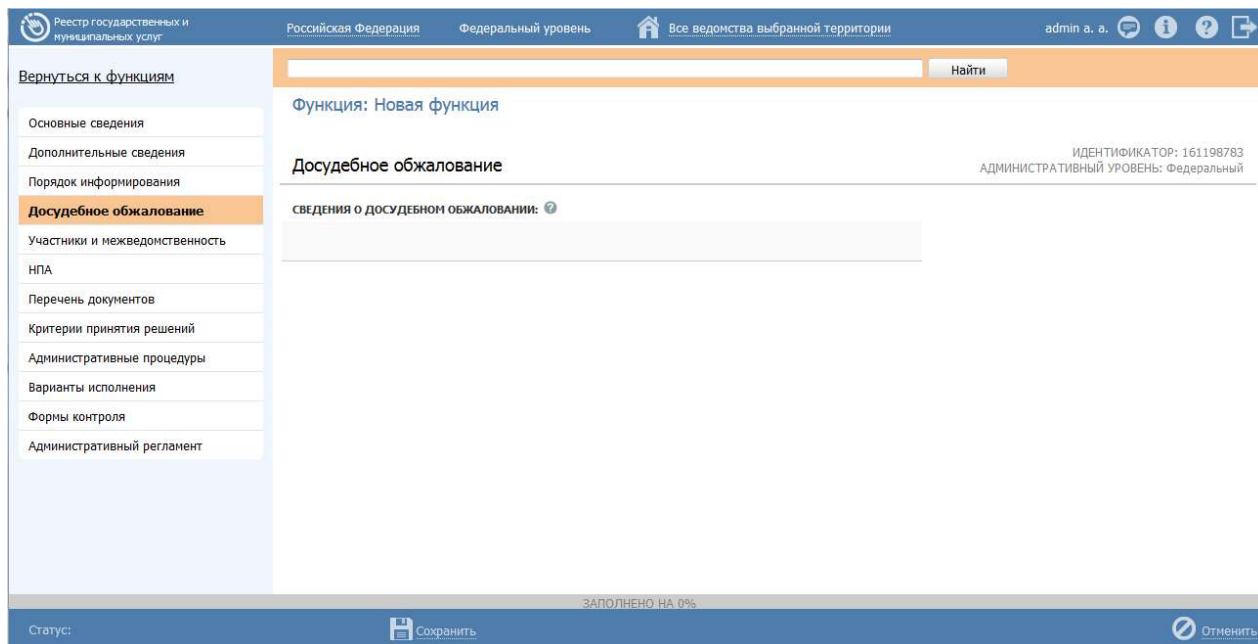 Реестр государственных и
муниципальных услуг
Российская Федерация
Федеральный уровень
Все ведомства выбранной территории
admin a. a.
Вернуться к функциям
Найти
Основные сведения
Дополнительные сведения
Порядок информирования
Досудебное обжалование
Участники и межведомственность
НПА
Перечень документов
Критерии принятия решений
Административные процедуры
Варианты исполнения
Формы контроля
Административный регламент
Функция: Новая функция
Досудебное обжалование
ИДЕНТИФИКАТОР: 161198783
АДМИНИСТРАТИВНЫЙ УРОВЕНЬ: Федеральный
СВЕДЕНИЯ О ДОСУДЕБНОМ ОБЖАЛОВАНИИ:
ЗАПОЛНЕНО НА 0%
Статус:
Сохранить
Отменить